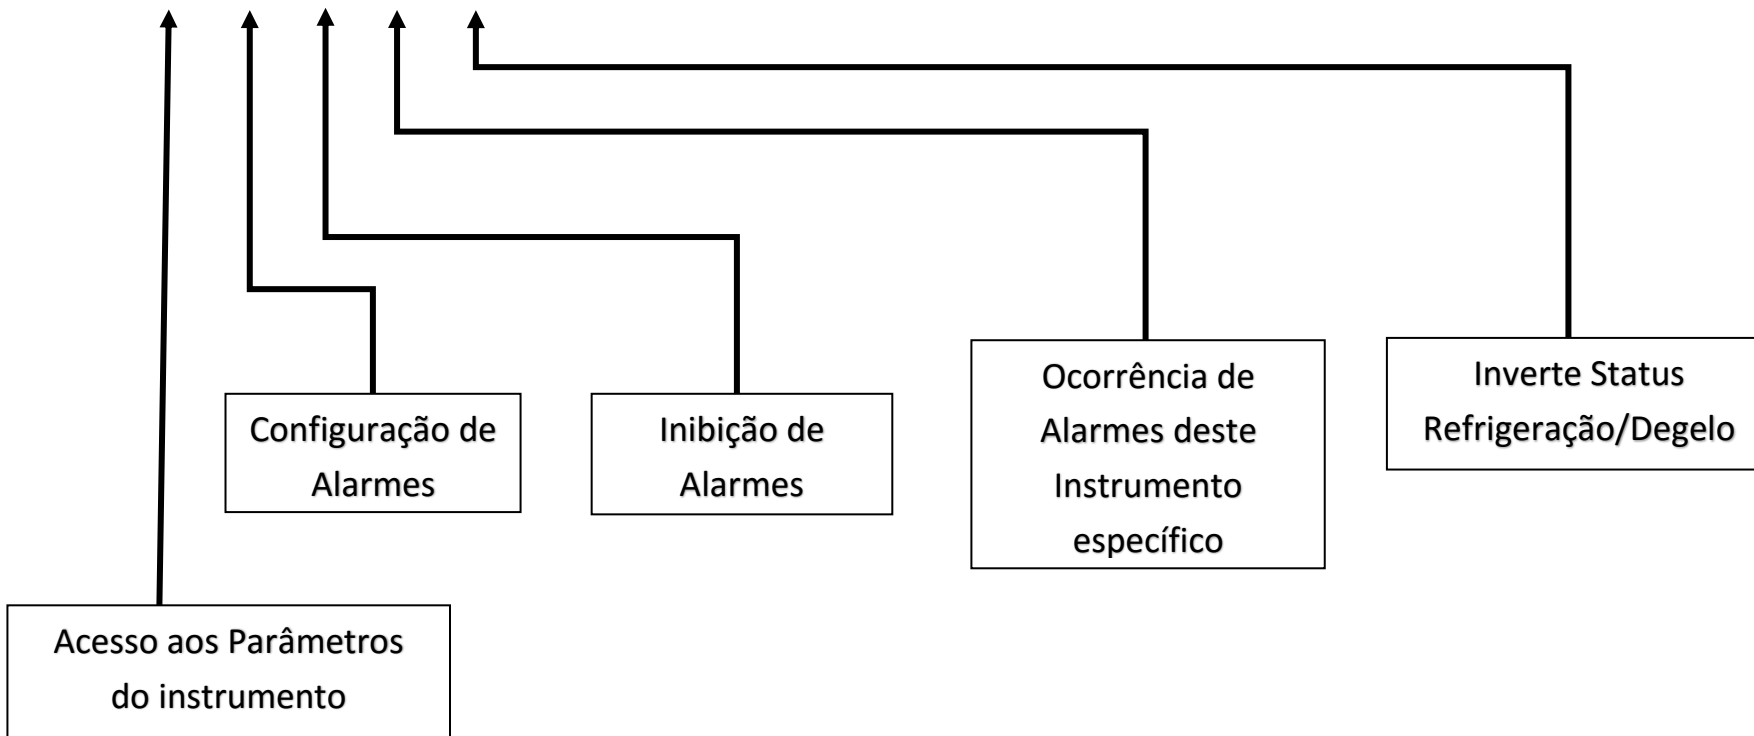 Configuração de
Alarmes
Inibição de
Alarmes
Ocorrência de
Alarmes deste
Instrumento
específico
Inverte Status
Refrigeração/Degelo
Acesso aos Parâmetros
do instrumento